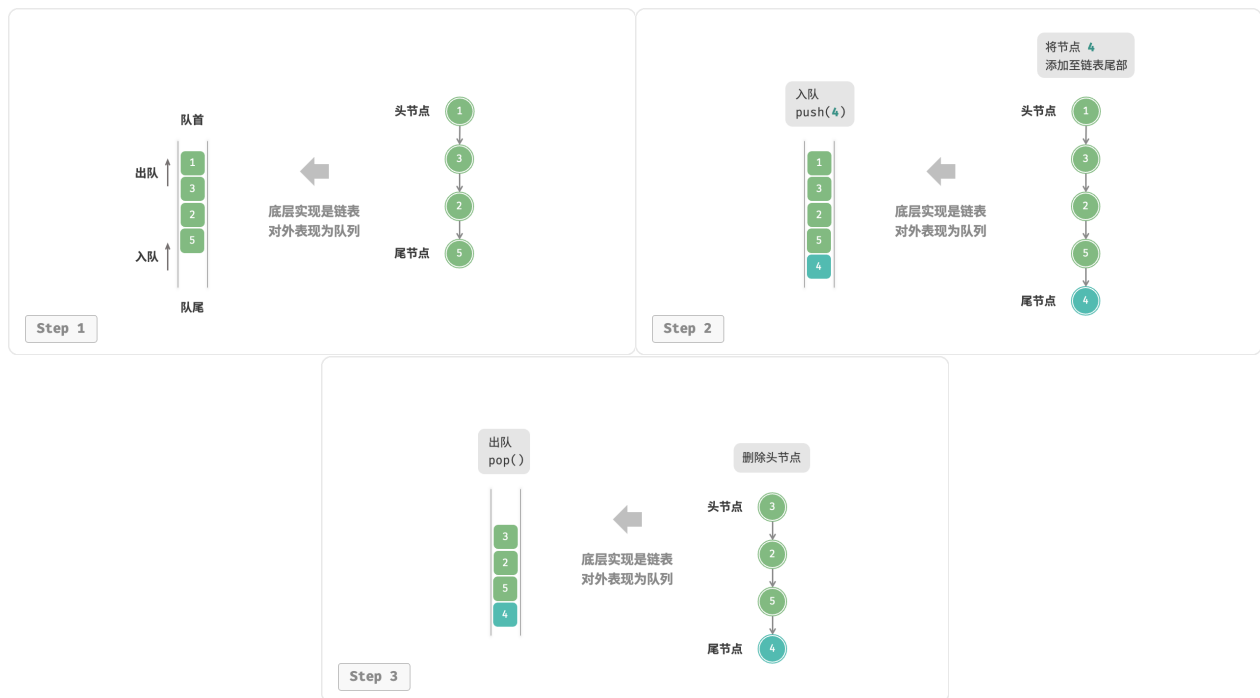 队首
出队
1
3
2
5
入队
队尾
底层实现是链表
对外表现为队列
头节点
1
3
2
尾节点
5
Step 1
入队
push(4)
1
3
2
5
4
底层实现是链表
对外表现为队列
将节点 4
添加至链表尾部
头节点
1
3
2
5
尾节点
4
Step 2
出队
pop()
3
2
5
4
底层实现是链表
对外表现为队列
删除头节点
头节点
3
2
5
尾节点
4
Step 3